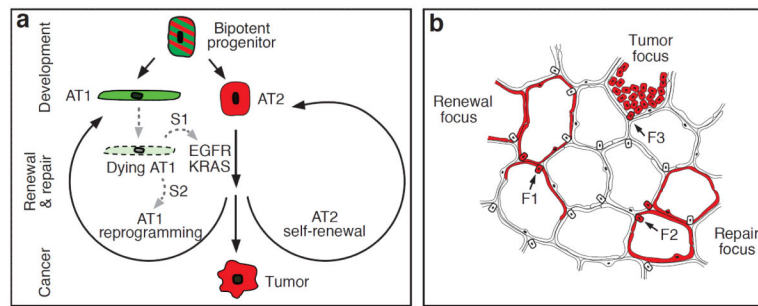 a
Development
Renewal
& repair
Cancer
Bipotent
progenitor
AT1
AT2
S1
EGFR
KRAS
Dying AT1
S2
AT1
reprogramming
AT2
self-renewal
Tumor
b
Tumor
focus
Renewal
focus
F3
F1
F2
Repair
focus